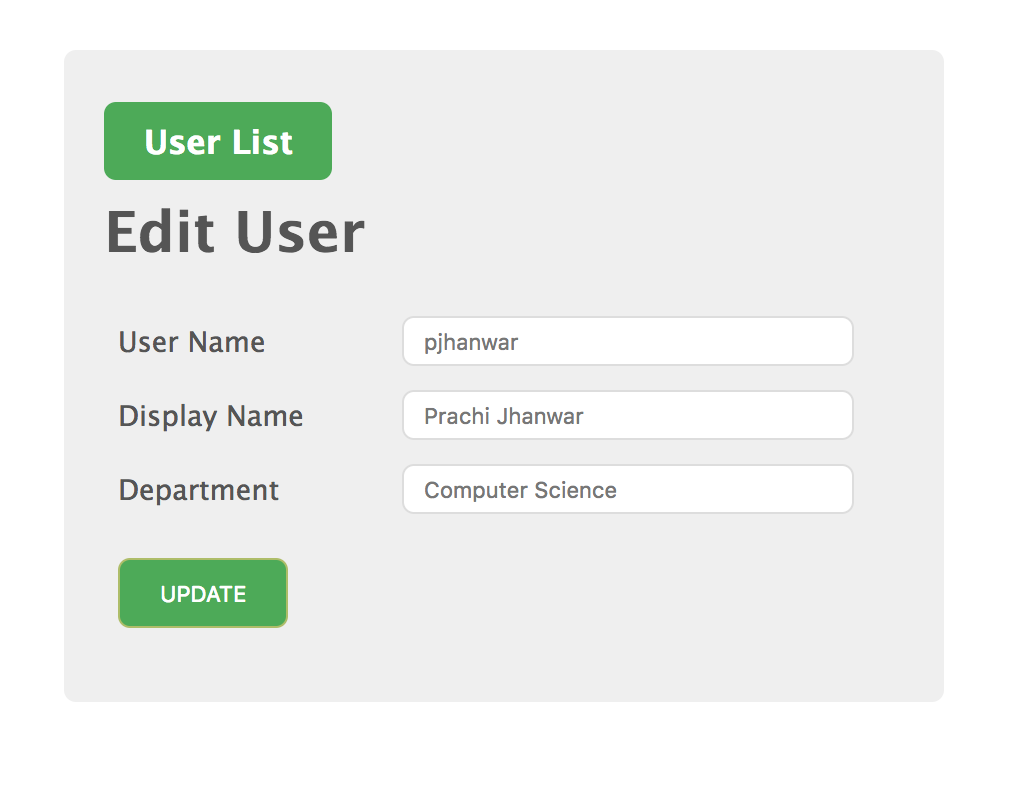 User List
Edit User
User Name pjhanwar
Display Name Prachi Jhanwar
Department Computer Science
UPDATE